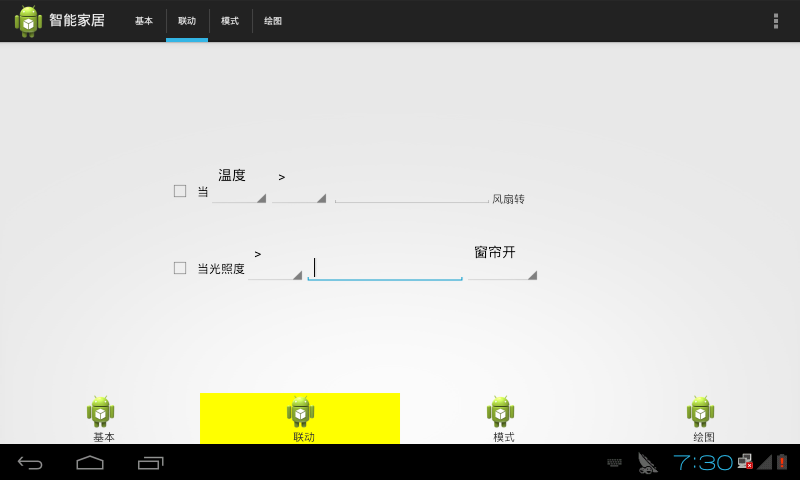 智能家居 基本 联动 模式 绘图
温度 >
当 风扇转
> 窗帘开
当光照度
基本 联动 模式 绘图
7:30